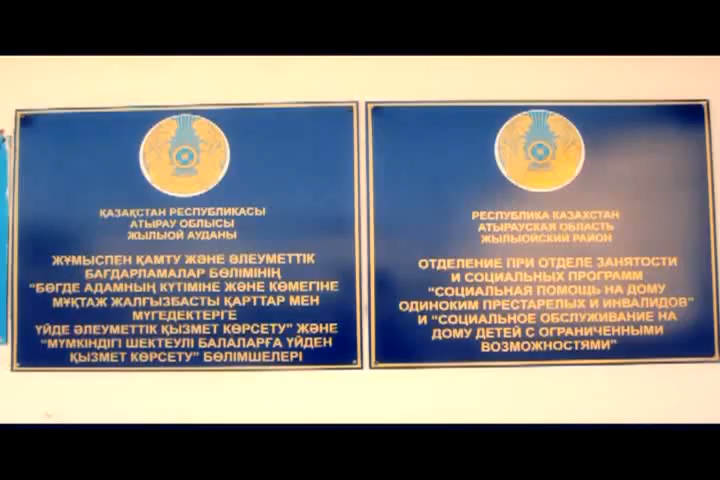 ҚАЗАҚСТАН РЕСПУБЛИКАСЫ
АТЫРАУ ОБЛЫСЫ
ЖЫЛЫОЙ АУДАНЫ
ЖҰМЫСПЕН ҚАМТУ ЖӘНЕ ӘЛЕУМЕТТІК
БАҒДАРЛАМАЛАР БӨЛІМІНІҢ
"БӨГДЕ АДАМНЫҢ КҮТІМІНЕ ЖӘНЕ КӨМЕГІНЕ
МҰҚТАЖ ЖАЛҒЫЗБАСТЫ ҚАРТТАР МЕН
МҮГЕДЕКТЕРГЕ
ҮЙДЕ ӘЛЕУМЕТТІК ҚЫЗМЕТ КӨРСЕТУ" ЖӘНЕ
"МҮМКІНДІГІ ШЕКТЕУЛІ БАЛАЛАРҒА ҮЙДЕН
ҚЫЗМЕТ КӨРСЕТУ" БӨЛІМШЕЛЕРІ
РЕСПУБЛИКА КАЗАХСТАН
АТЫРАУСКАЯ ОБЛАСТЬ
ЖЫЛЫОЙСКИЙ РАЙОН
ОТДЕЛЕНИЕ ПРИ ОТДЕЛЕ ЗАНЯТОСТИ
И СОЦИАЛЬНЫХ ПРОГРАММ
"СОЦИАЛЬНАЯ ПОМОЩЬ НА ДОМУ
ОДИНОКИМ ПРЕСТАРЕЛЫХ И ИНВАЛИДОВ"
И "СОЦИАЛЬНОЕ ОБСЛУЖИВАНИЕ НА
ДОМУ ДЕТЕЙ С ОГРАНИЧЕННЫМИ
ВОЗМОЖНОСТЯМИ"